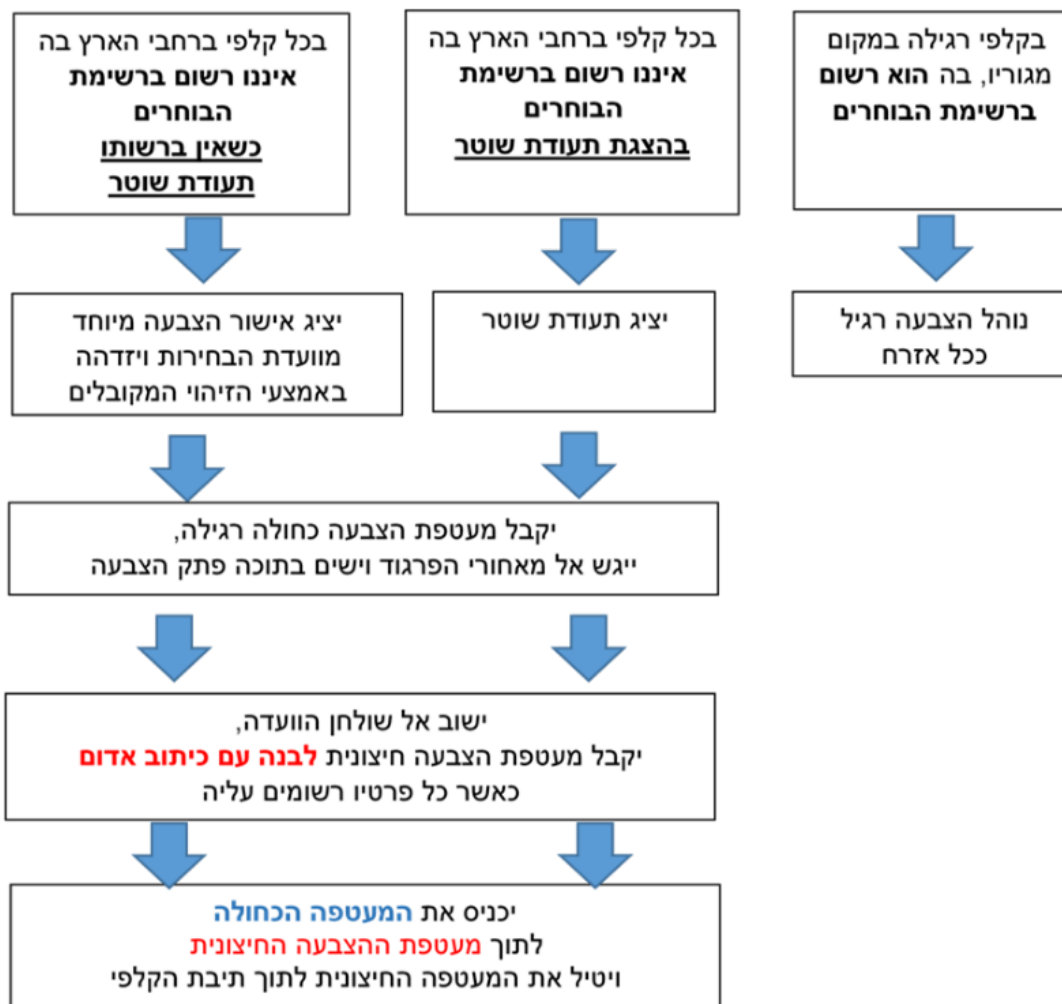 בקלפי רגילה במקום
מגוריו, בה הוא רשום
ברשימת הבוחרים
בכל קלפי ברחבי הארץ בה
איננו רשום ברשימת
הבוחרים
בהצגת תעודת שוטר
בכל קלפי ברחבי הארץ בה
איננו רשום ברשימת
הבוחרים
כשאין ברשותו
תעודת שוטר
נוהל הצבעה רגיל
ככל אזרח
יציג תעודת שוטר
יציג אישור הצבעה מיוחד
מוועדת הבחירות ויזדהה
באמצעי הזיהוי המקובלים
יקבל מעטפת הצבעה כחולה רגילה,
ייגש אל מאחורי הפרגוד וישים בתוכה פתק הצבעה
ישוב אל שולחן הוועדה,
יקבל מעטפת הצבעה חיצונית לבנה עם כיתוב אדום
כאשר כל פרטיו רשומים עליה
יכניס את המעטפה הכחולה
לתוך מעטפת ההצבעה החיצונית
ויטיל את המעטפה החיצונית לתוך תיבת הקלפי